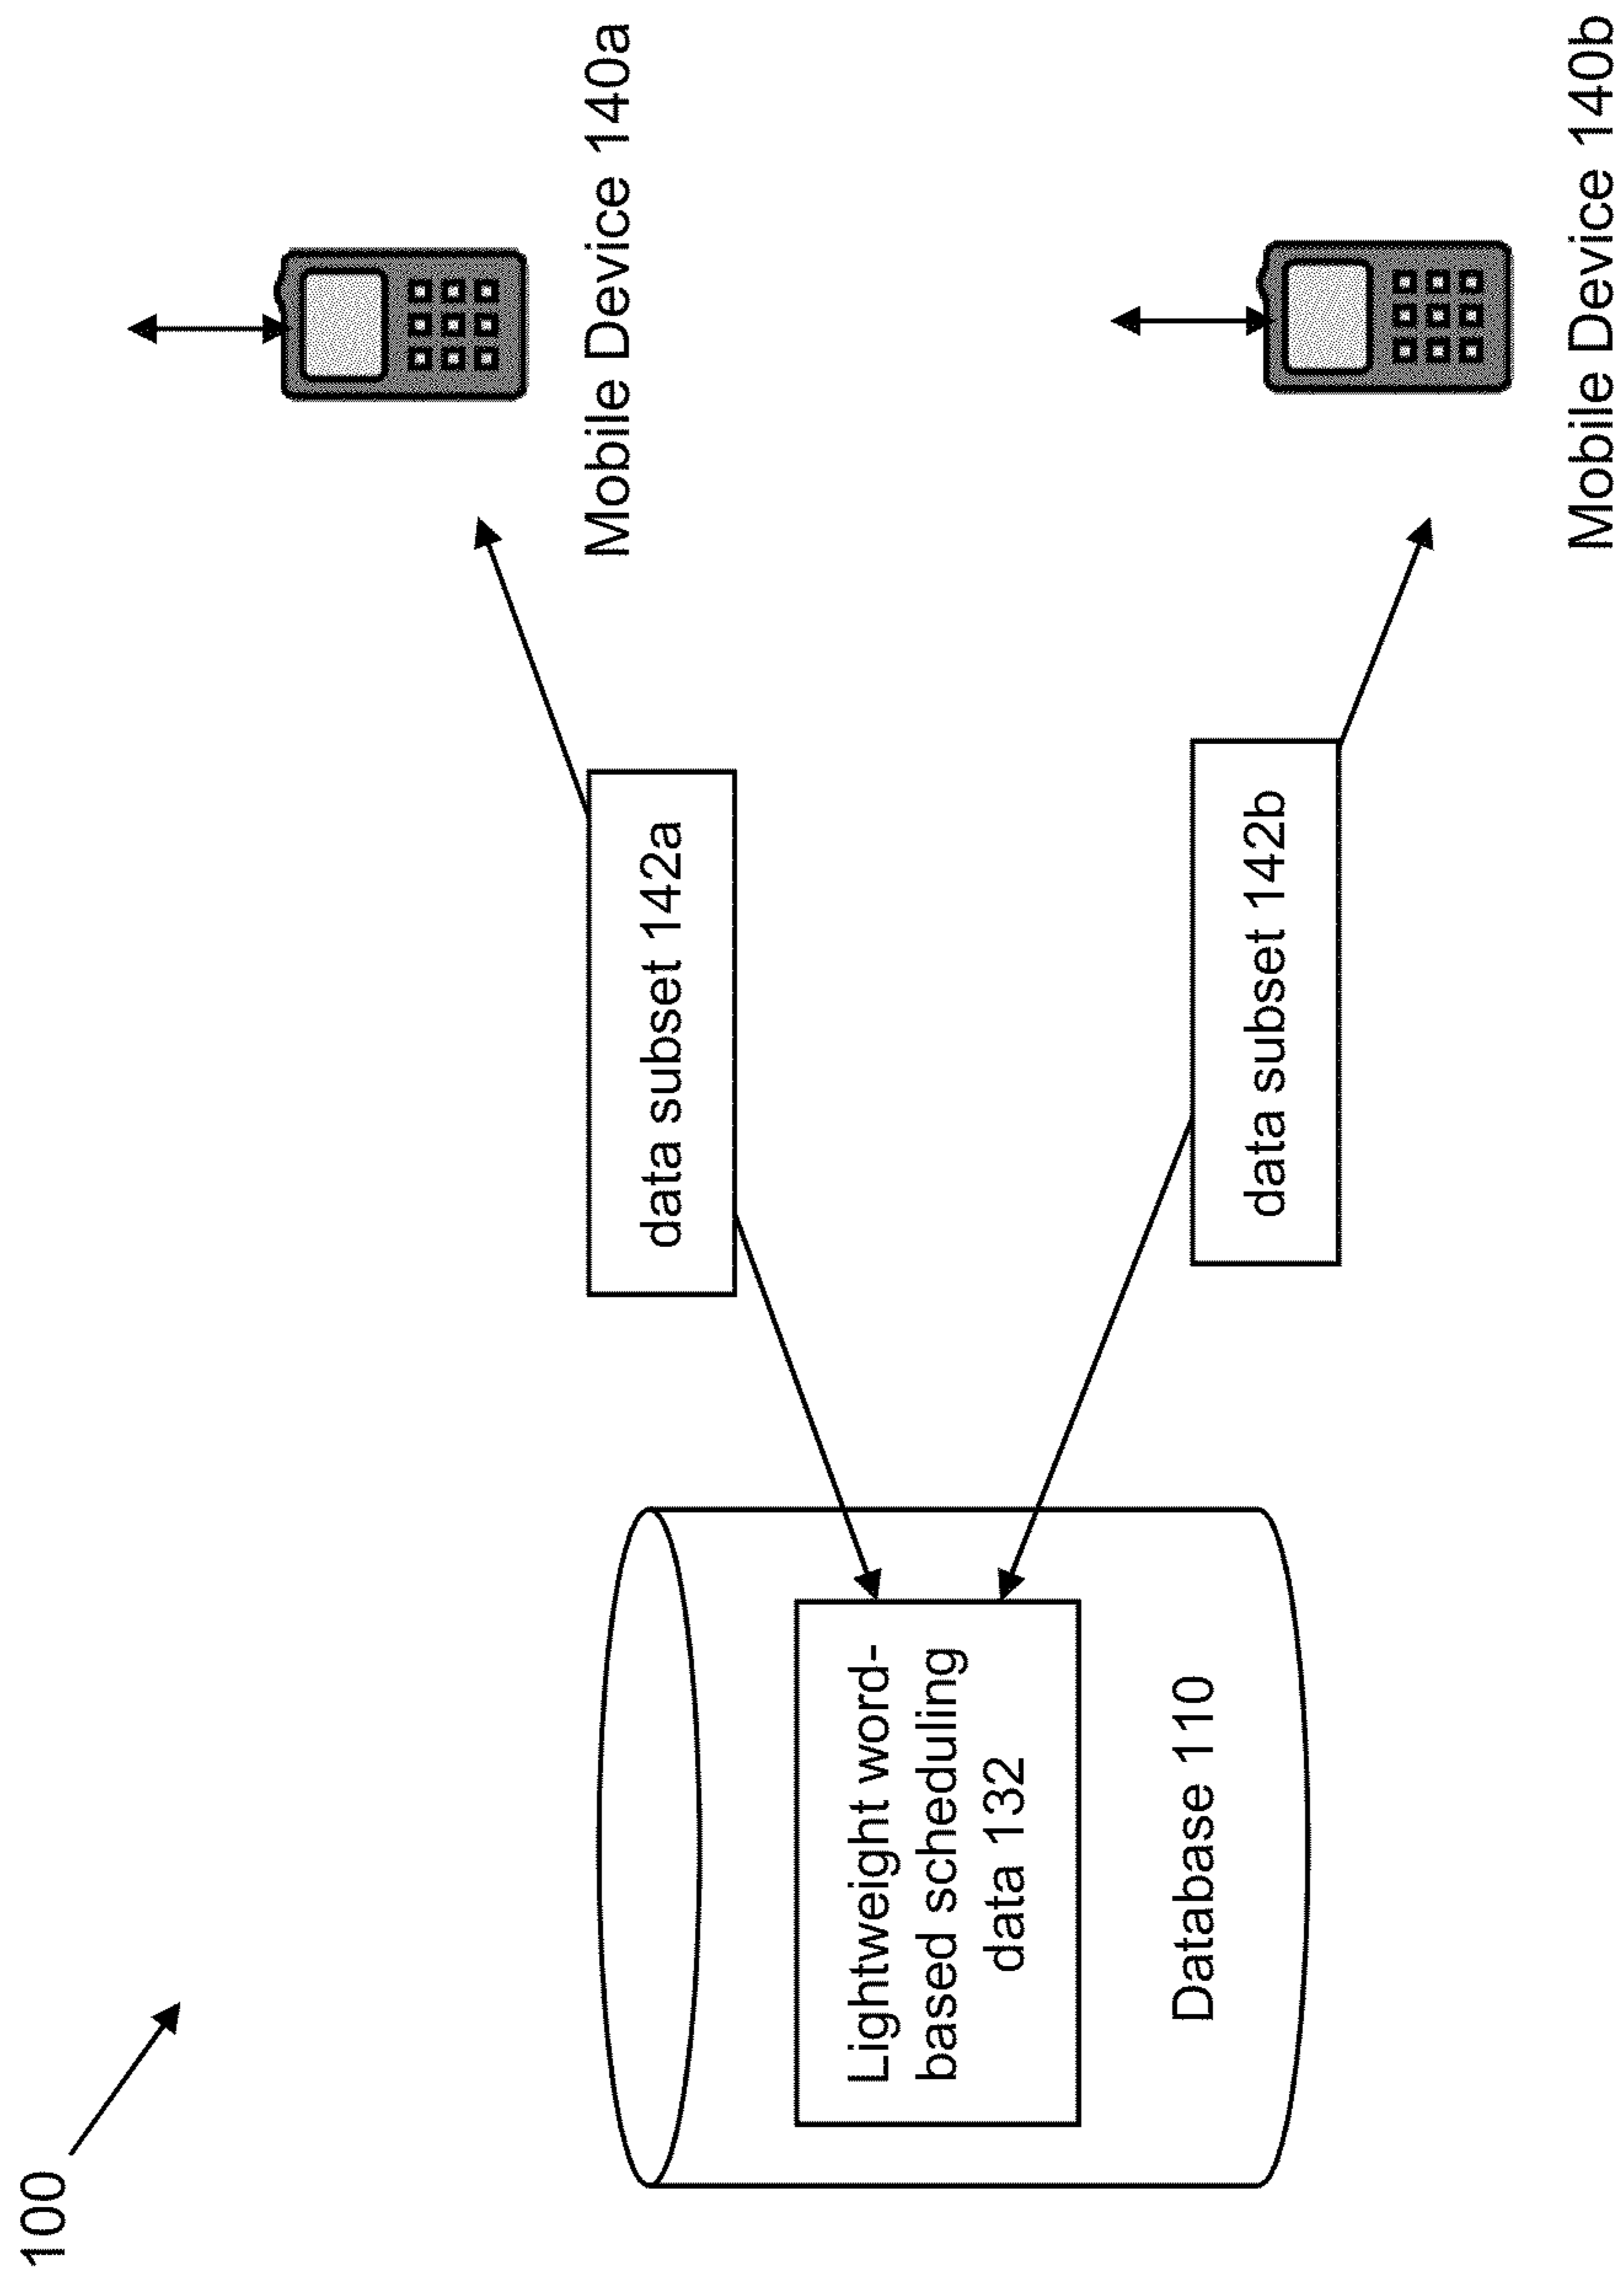 100
Lightweight word-
based scheduling
data 132
Database 110
data subset 142a
data subset 142b
Mobile Device 140a
Mobile Device 140b